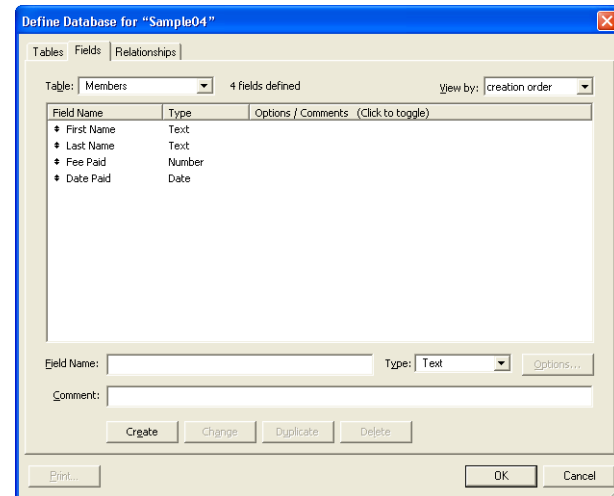 Define Database for “Sample04”
Tables Fields Relationships
Table: Members 4 fields defined View by: creation order
Field Name Type Options / Comments (Click to toggle)
First Name Text
Last Name Text
Fee Paid Number
Date Paid Date
Field Name: Type: Text Options...
Comment:
Create Change Duplicate Delete
Print... OK Cancel